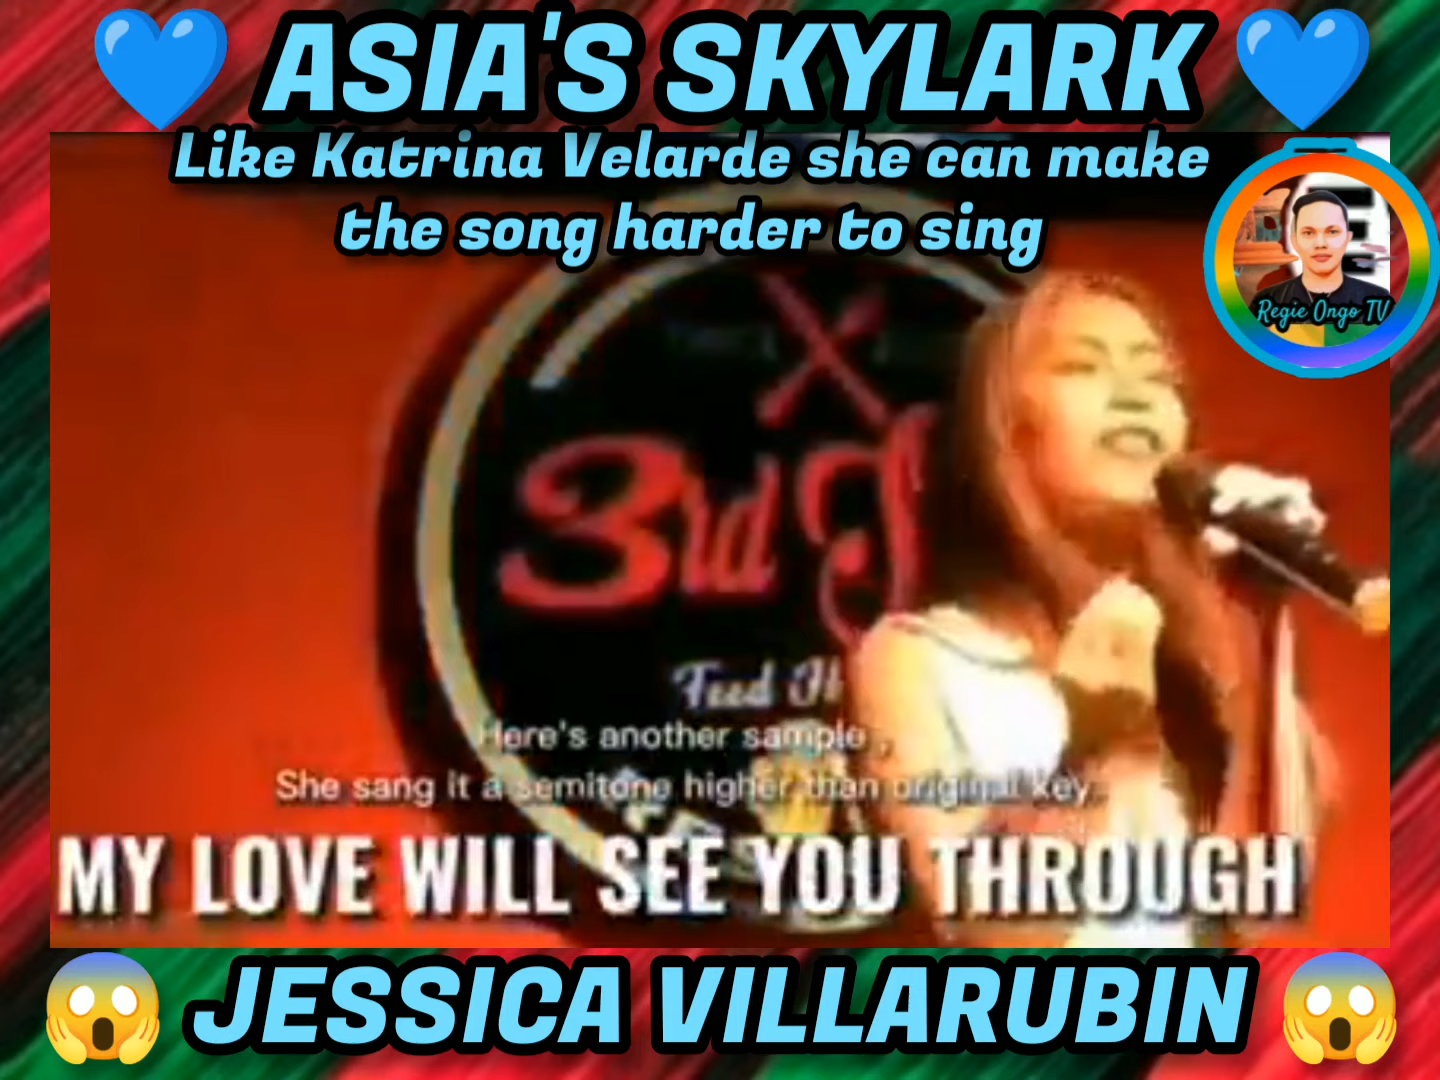 ASIA'S SKYLARK
Like Katrina Velarde she can make
the song harder to sing
Regie Ongo TV
3rd J
Feed
Here's another sample ,
She sang it a semitone higher than original key.
MY LOVE WILL SEE YOU THROUGH
JESSICA VILLARUBIN